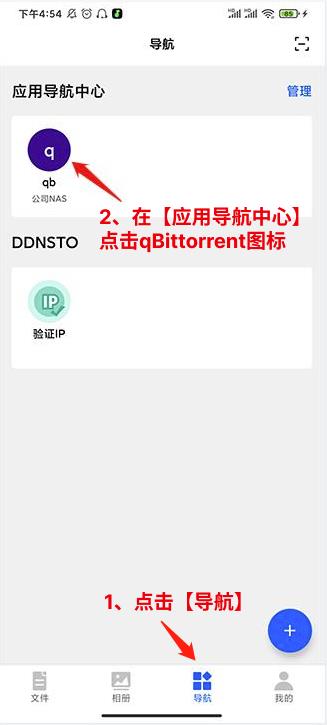 下午4:54
HD HD 85
导航
应用导航中心 管理
q
qb
公司NAS
2、在【应用导航中心】
点击qBittorrent图标
DDNSTO
IP
验证IP
1、点击【导航】
+
文件 相册 导航 我的